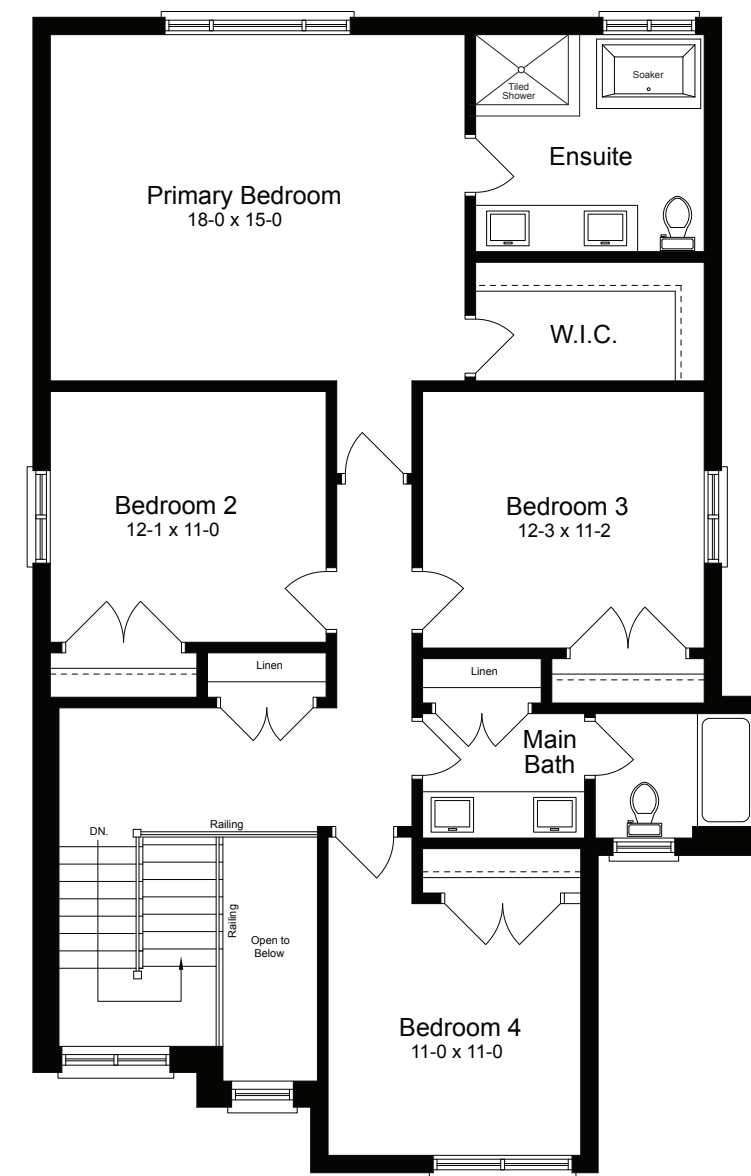 Soaker
Tiled
Shower
Ensuite
Primary Bedroom
18-0 x 15-0
W.I.C.
Bedroom 2
12-1 x 11-0
Bedroom 3
12-3 x 11-2
Linen
Linen
Main
Bath
DN.
Railing
Railing
Open to
Below
Bedroom 4
11-0 x 11-0